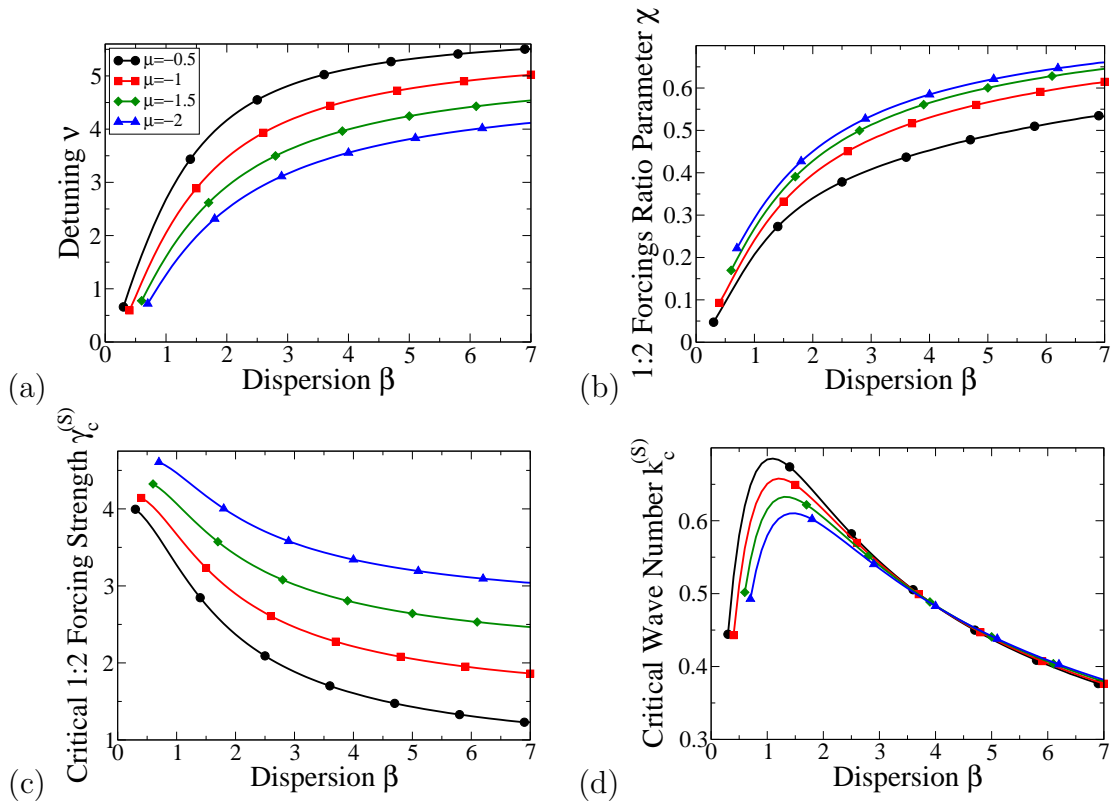 Detuning ν
5
4
3
2
1
0
μ=−0.5
μ=−1
μ=−1.5
μ=−2
0 1 2 3 4 5 6 7
Dispersion β
(a)
1:2 Forcings Ratio Parameter χ
0.6
0.5
0.4
0.3
0.2
0.1
0
0 1 2 3 4 5 6 7
Dispersion β
(b)
Critical 1:2 Forcing Strength γc(S)
4
3
2
1
0 1 2 3 4 5 6 7
Dispersion β
(c)
Critical Wave Number kc(S)
0.6
0.5
0.4
0.3
0 1 2 3 4 5 6 7
Dispersion β
(d)